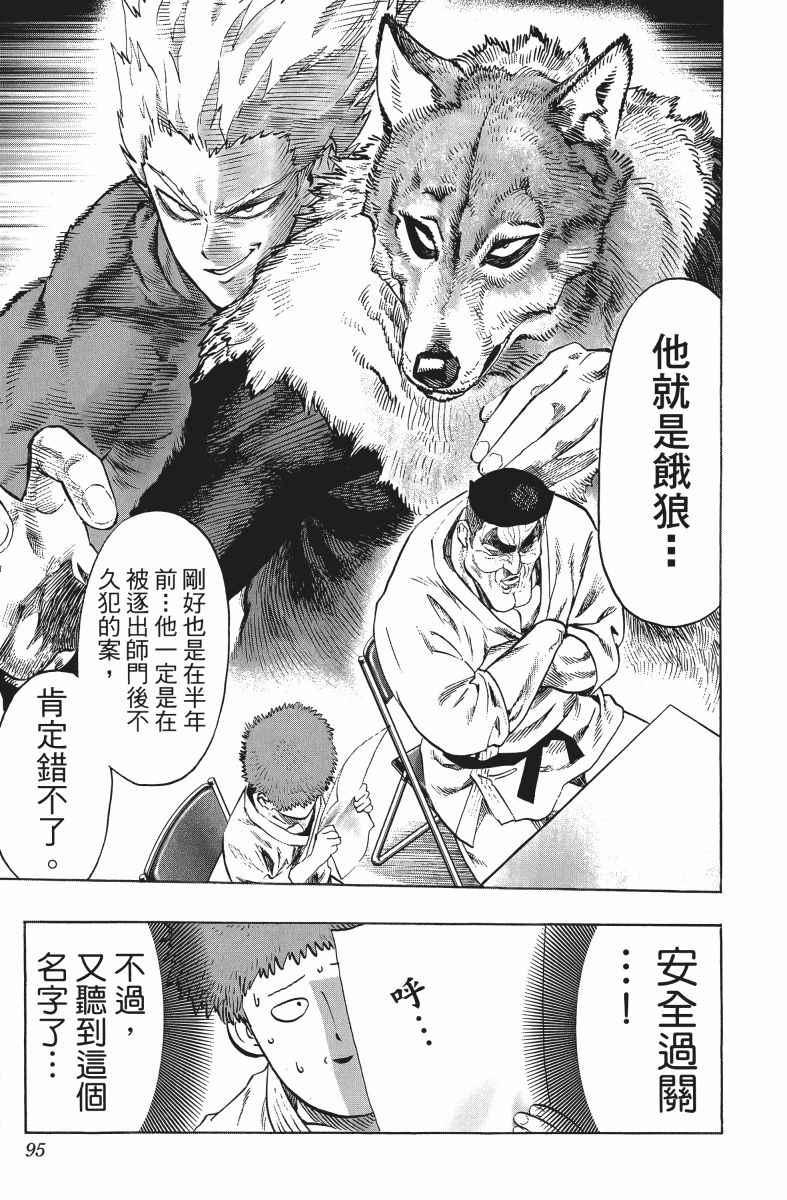 他就是餓狼…
剛好也是在半年
前…他一定是在
被逐出師門後不
久犯的案，
肯定錯不了。
安全過關
…！
呼…
不過，
又聽到這個
名字了…
95